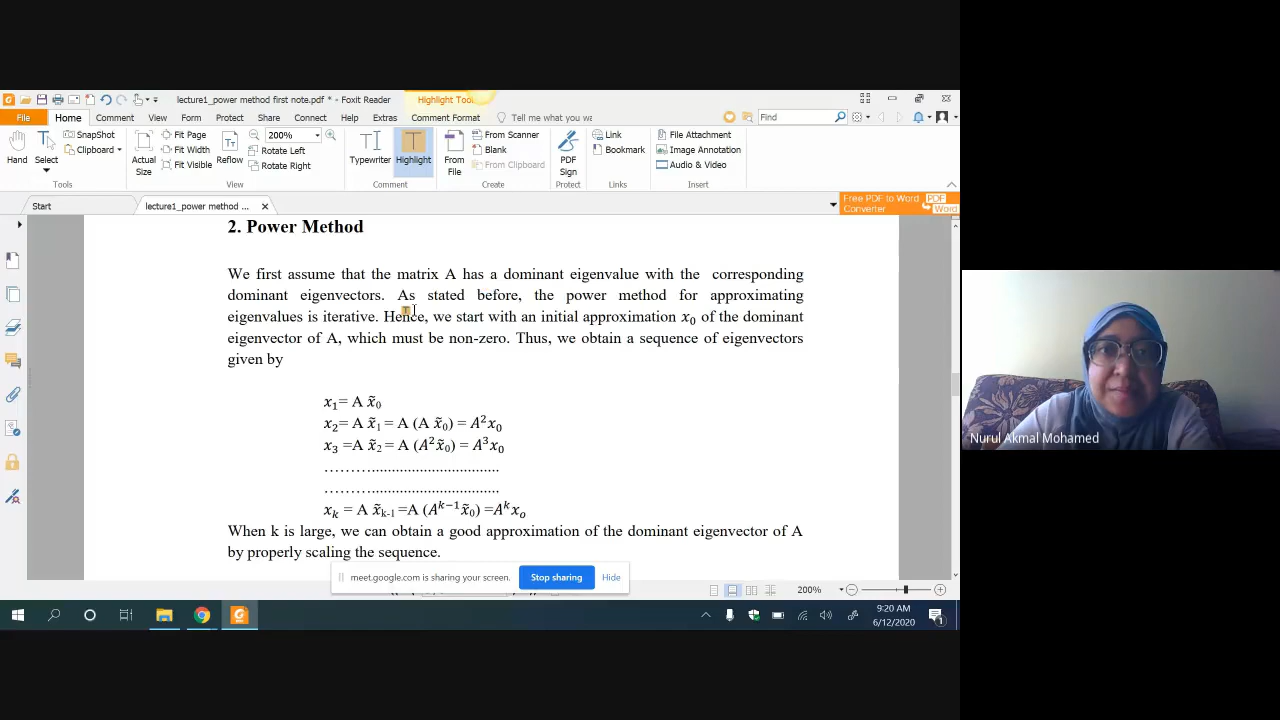 lecture1_power method first note.pdf * - Foxit Reader
Highlight Too
File
Home
Comment
View
Form
Protect
Share
Connect
Help
Extras
Comment Format
Tell me what you wa
Find
Hand
Select
SnapShot
Clipboard
Actual Size
Fit Page
Fit Width
Fit Visible
Reflow
200%
Rotate Left
Rotate Right
Typewriter
Highlight
From File
From Scanner
Blank
From Clipboard
PDF Sign
Link
Bookmark
File Attachment
Image Annotation
Audio & Video
Tools
View
Comment
Create
Protect
Links
Insert
Start
lecture1_power method ...
Free PDF to Word Converter
PDF
Word
2. Power Method
We first assume that the matrix A has a dominant eigenvalue with the corresponding
dominant eigenvectors. As stated before, the power method for approximating
eigenvalues is iterative. Hence, we start with an initial approximation x₀ of the dominant
eigenvector of A, which must be non-zero. Thus, we obtain a sequence of eigenvectors
given by
x₁= A x̃₀
x₂= A x̃₁ = A (A x̃₀) = A²x₀
x₃ =A x̃₂ = A (A²x̃₀) = A³x₀
………..................................
………..................................
xₖ = A x̃ₖ₋₁ =A (Aᵏ⁻¹x̃₀) =Aᵏxₒ
When k is large, we can obtain a good approximation of the dominant eigenvector of A
by properly scaling the sequence.
meet.google.com is sharing your screen.
Stop sharing
Hide
200%
9:20 AM
6/12/2020
1
Nurul Akmal Mohamed